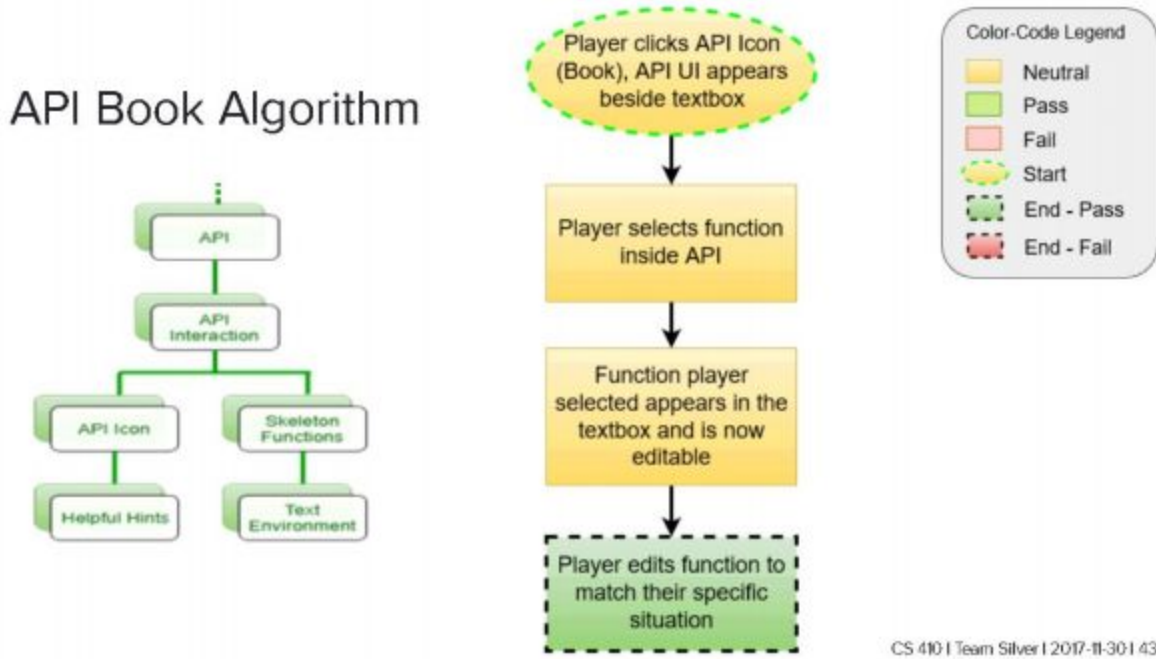 API Book Algorithm
API
API
Interaction
API Icon
Skeleton
Functions
Helpful Hints
Text
Environment
Player clicks API Icon
(Book), API UI appears
beside textbox
Player selects function
inside API
Function player
selected appears in the
textbox and is now
editable
Player edits function to
match their specific
situation
Color-Code Legend
Neutral
Pass
Fail
Start
End - Pass
End - Fail
CS 410 I Team Silver I 2017-11-30 I 43